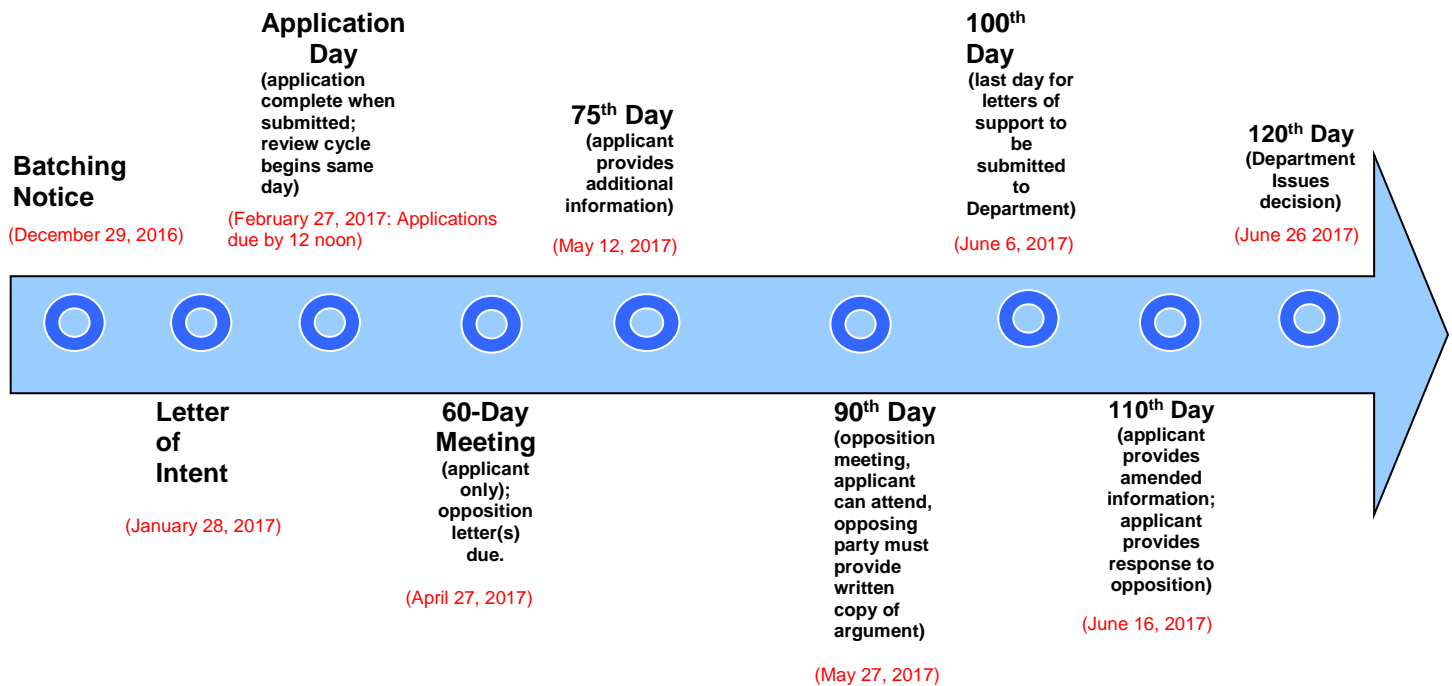 Batching
Notice
(December 29, 2016)
Letter
of
Intent
(January 28, 2017)
Application
Day
(application
complete when
submitted;
review cycle
begins same
day)
(February 27, 2017: Applications
due by 12 noon)
60-Day
Meeting
(applicant
only);
opposition
letter(s)
due.
(April 27, 2017)
75th Day
(applicant
provides
additional
information)
(May 12, 2017)
90th Day
(opposition
meeting,
applicant
can attend,
opposing
party must
provide
written
copy of
argument)
(May 27, 2017)
100th
Day
(last day for
letters of
support to
be
submitted
to
Department)
(June 6, 2017)
110th Day
(applicant
provides
amended
information;
applicant
provides
response to
opposition)
(June 16, 2017)
120th Day
(Department
Issues
decision)
(June 26 2017)